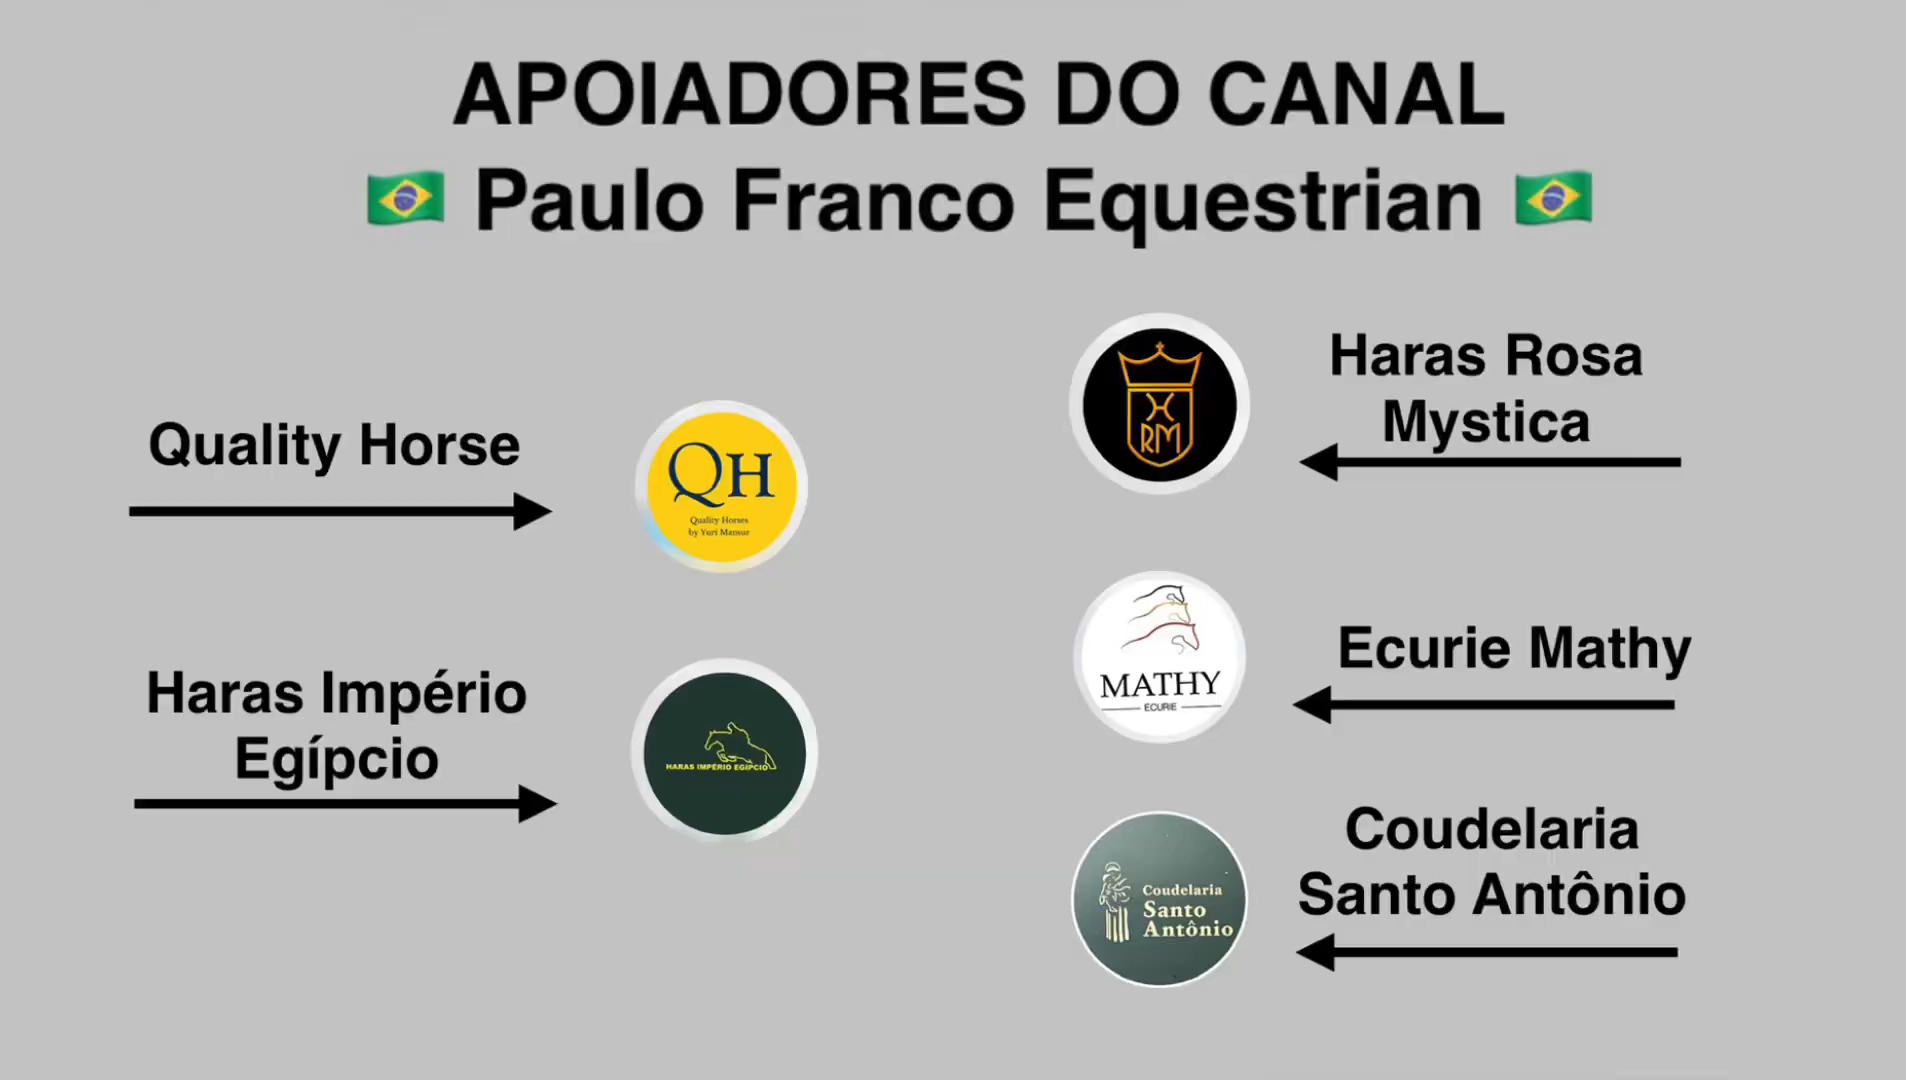 APOIADORES DO CANAL
🇧🇷 Paulo Franco Equestrian 🇧🇷
Quality Horse
QH
Quality Horses
by Yuri Mansur
Haras Império
Egípcio
HARAS IMPÉRIO EGÍPCIO
Haras Rosa
Mystica
H
RM
Ecurie Mathy
MATHY
ECURIE
Coudelaria
Santo Antônio
Coudelaria
Santo
Antônio